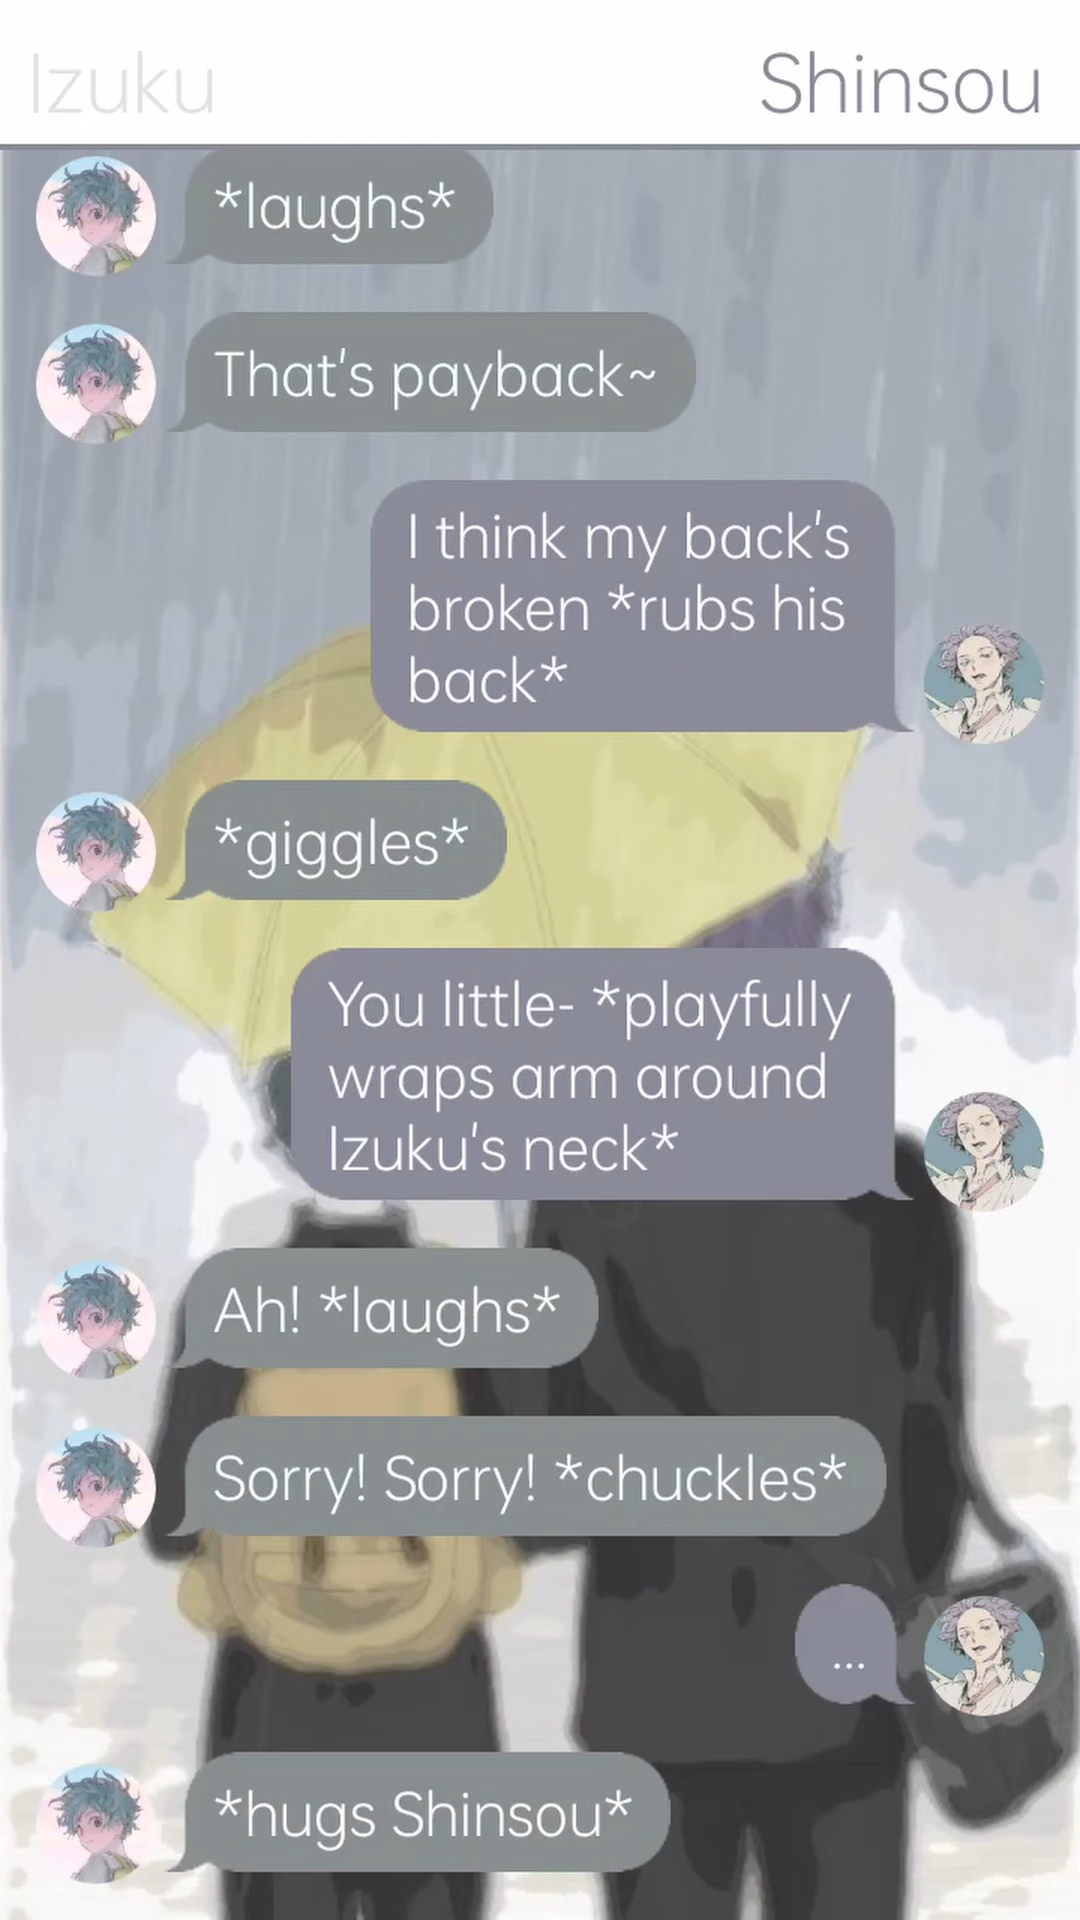 Izuku
Shinsou
*laughs*
That's payback~
I think my back's
broken *rubs his
back*
*giggles*
You little- *playfully
wraps arm around
Izuku's neck*
Ah! *laughs*
Sorry! Sorry! *chuckles*
...
*hugs Shinsou*